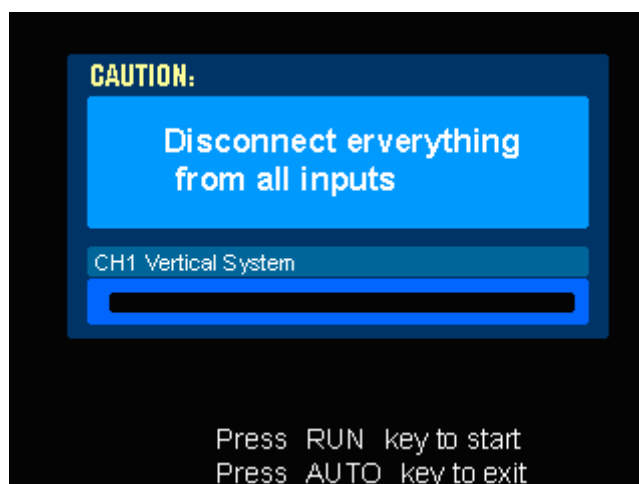 CAUTION:
Disconnect erverything
from all inputs
CH1 Vertical System
Press RUN key to start
Press AUTO key to exit